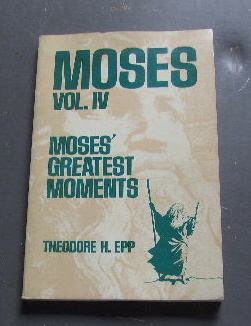 MOSES
VOL. IV
MOSES'
GREATEST
MOMENTS
THEODORE H. EPP